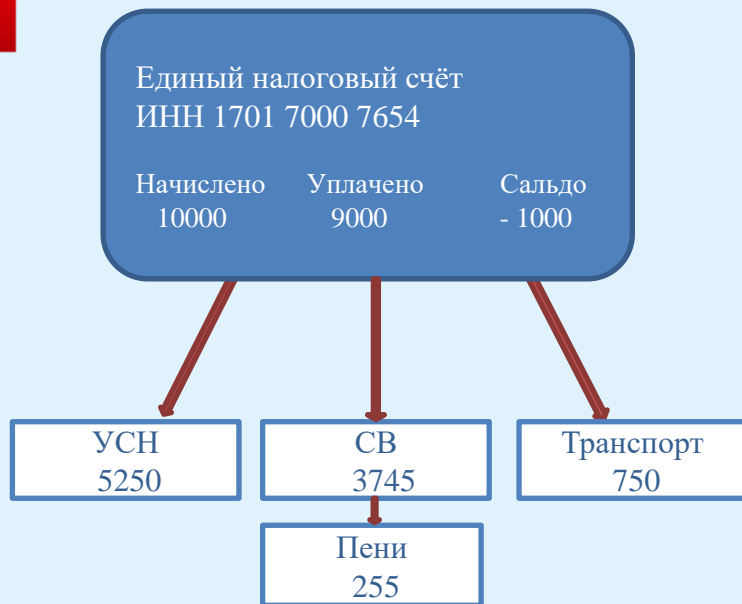 Единый налоговый счёт
ИНН 1701 7000 7654
Начислено Уплачено Сальдо
10000 9000 - 1000
УСН
5250
СВ
3745
Транспорт
750
Пени
255